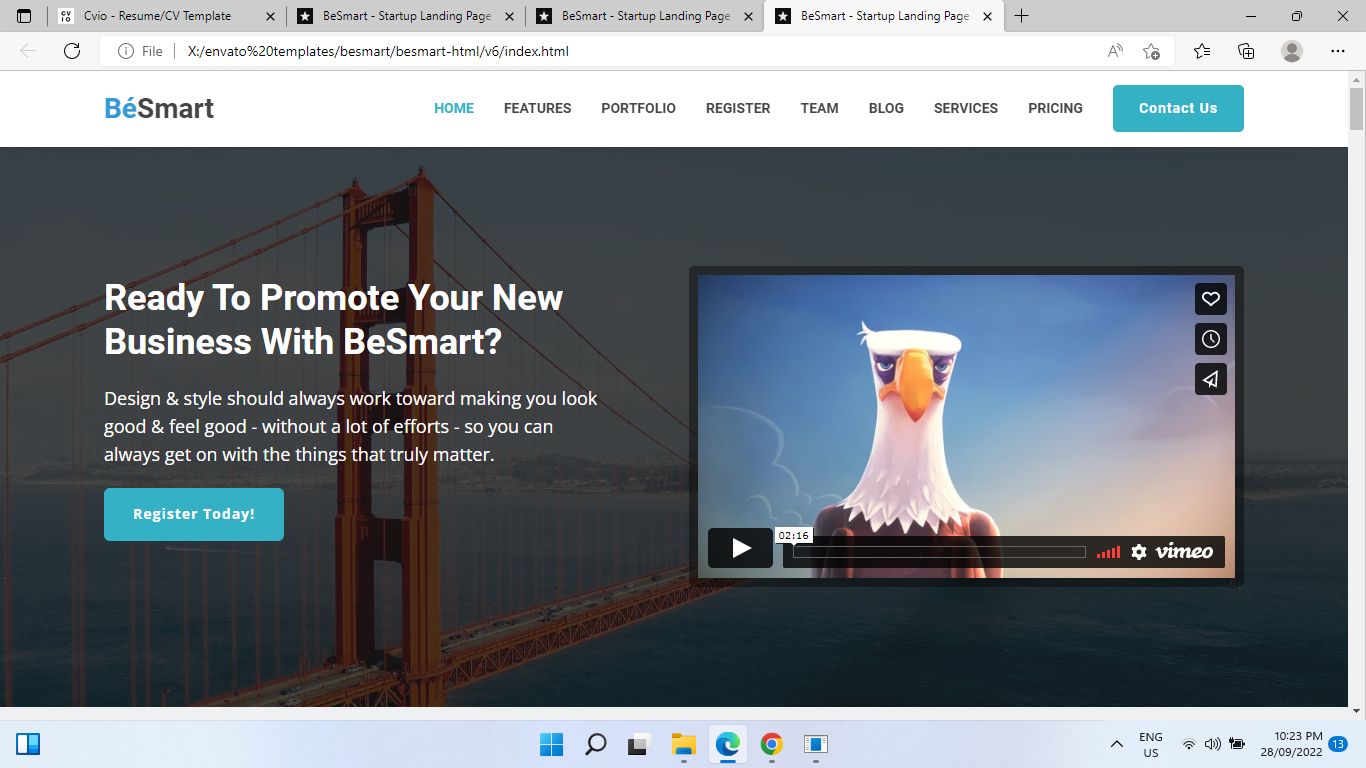 Cvio - Resume/CV Template
BeSmart - Startup Landing Page
BeSmart - Startup Landing Page
BeSmart - Startup Landing Page
File
X:/envato%20templates/besmart/besmart-html/v6/index.html
BéSmart
HOME
FEATURES
PORTFOLIO
REGISTER
TEAM
BLOG
SERVICES
PRICING
Contact Us
Ready To Promote Your New
Business With BeSmart?
Design & style should always work toward making you look
good & feel good - without a lot of efforts - so you can
always get on with the things that truly matter.
Register Today!
02:16
vimeo
ENG
US
10:23 PM
28/09/2022
13